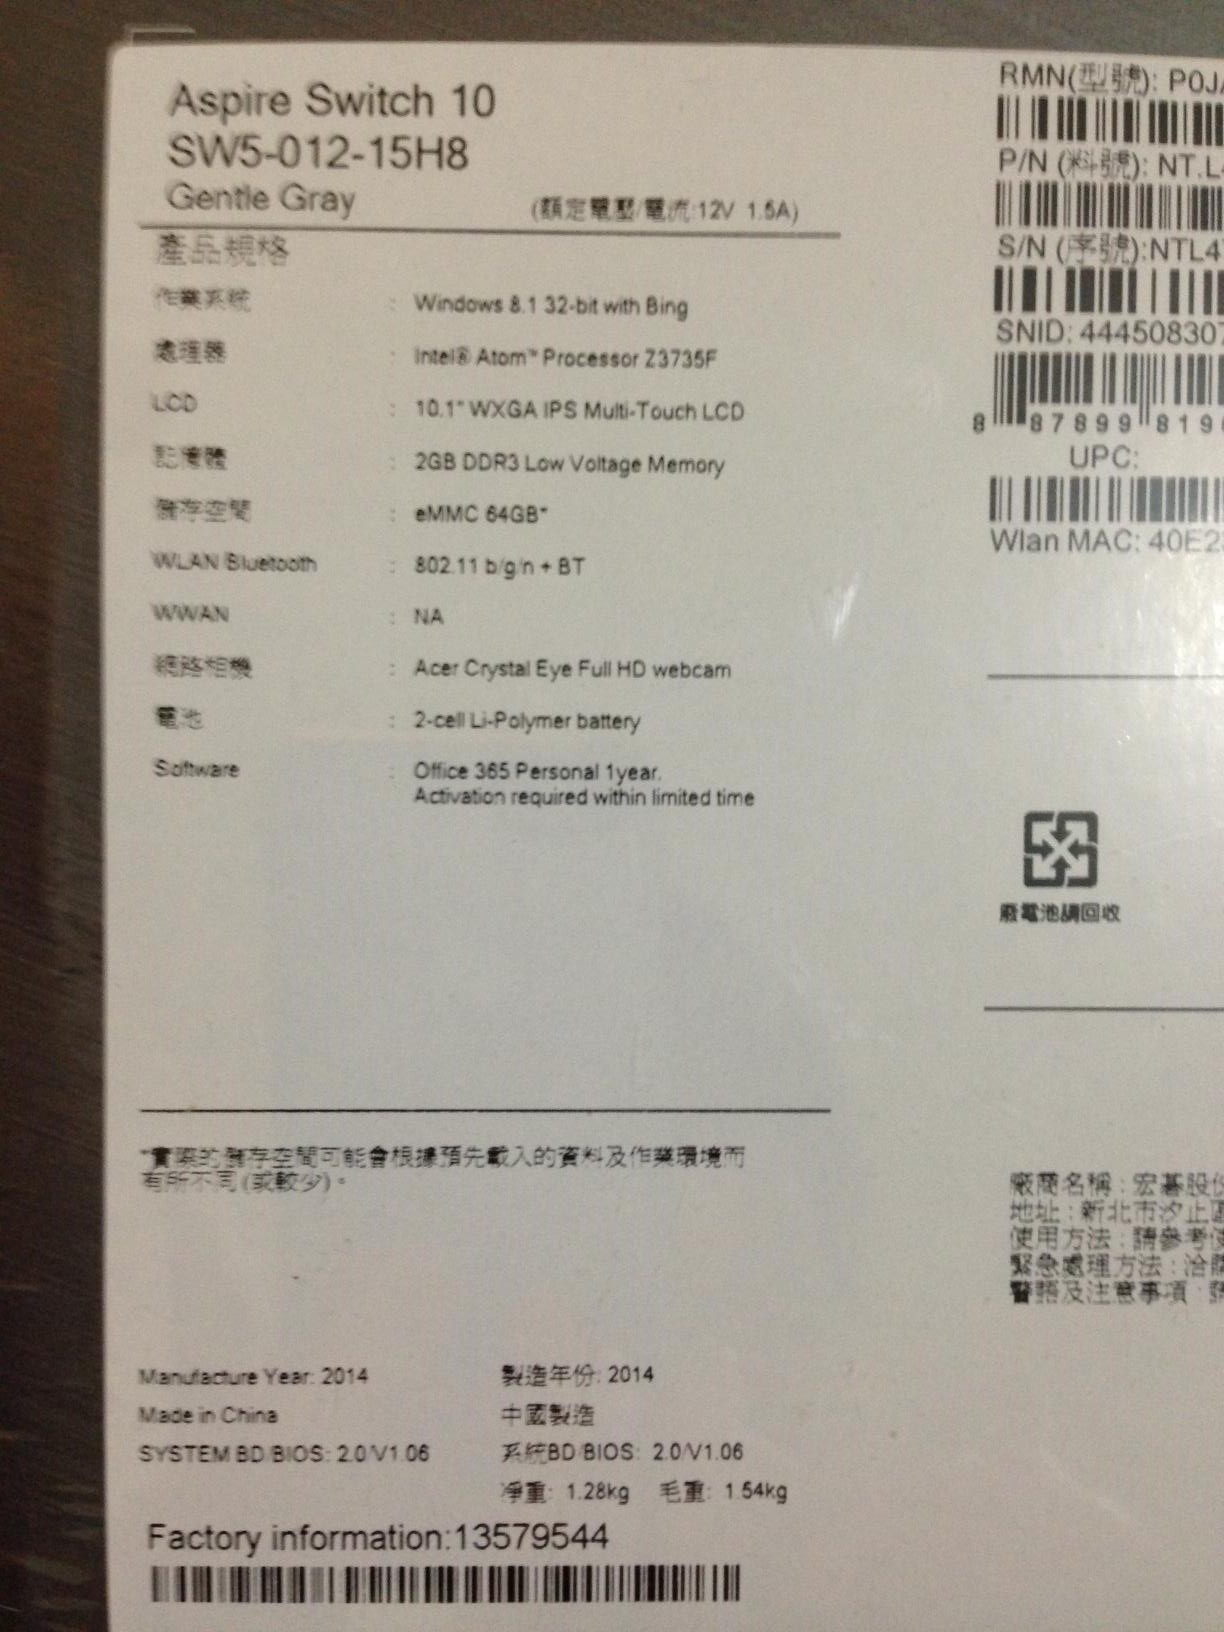 Aspire Switch 10
SW5-012-15H8
Gentle Gray
(額定電壓/電流:12V 1.5A)
產品規格
作業系統 : Windows 8.1 32-bit with Bing
處理器 : Intel® Atom™ Processor Z3735F
LCD : 10.1" WXGA IPS Multi-Touch LCD
記憶體 : 2GB DDR3 Low Voltage Memory
儲存空間 : eMMC 64GB*
WLAN/Bluetooth : 802.11 b/g/n + BT
WWAN : NA
網路相機 : Acer Crystal Eye Full HD webcam
電池 : 2-cell Li-Polymer battery
Software : Office 365 Personal 1year.
Activation required within limited time
*實際的儲存空間可能會根據預先載入的資料及作業環境而
有所不同(或較少)。
Manufacture Year: 2014 製造年份: 2014
Made in China 中國製造
SYSTEM BD/BIOS: 2.0/V1.06 系統BD/BIOS: 2.0/V1.06
淨重: 1.28kg 毛重: 1.54kg
Factory information:13579544
RMN(型號): P0JA
P/N (料號): NT.L4
S/N (序號):NTL4
SNID: 444508307
8 87899 819
UPC:
Wlan MAC: 40E2
廢電池請回收
廠商名稱 : 宏碁股份
地址 : 新北市汐止區
使用方法 : 請參考使
緊急處理方法 : 洽
警語及注意事項 :